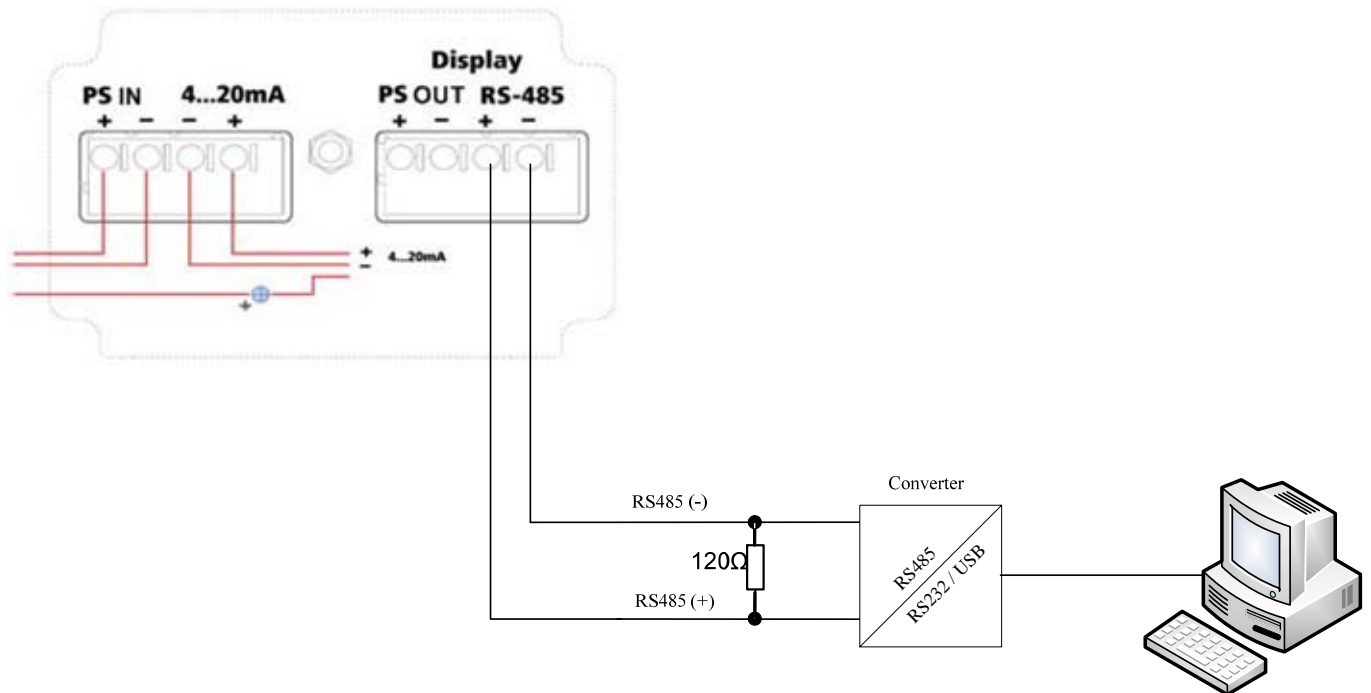 Display
PS IN 4...20mA
PS OUT RS-485
+ - - +
+ - + -
+ 4...20mA
-
+
Converter
RS485 (-)
120Ω
RS485 (+)
RS485
RS232 / USB